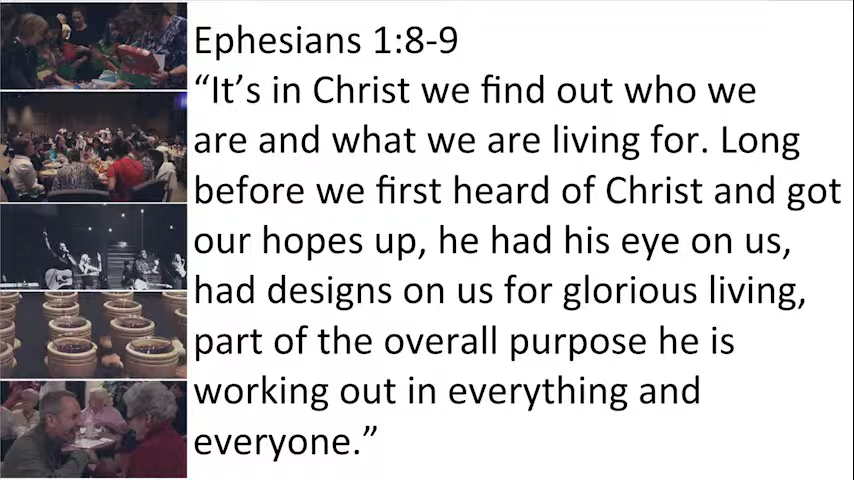 Ephesians 1:8-9
“It’s in Christ we find out who we
are and what we are living for. Long
before we first heard of Christ and got
our hopes up, he had his eye on us,
had designs on us for glorious living,
part of the overall purpose he is
working out in everything and
everyone.”